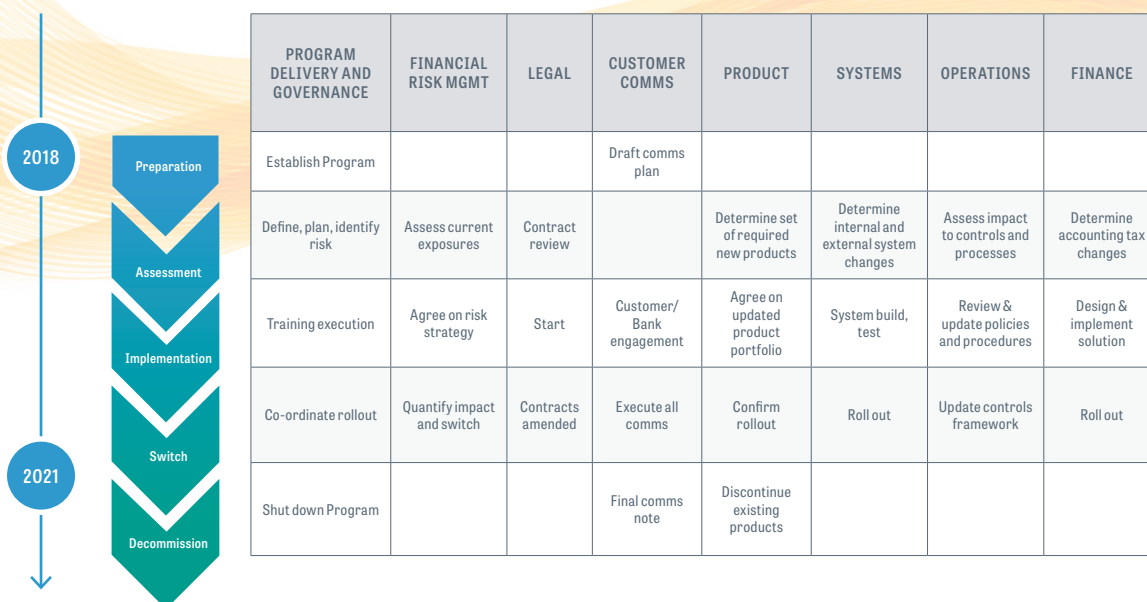 PROGRAM
DELIVERY AND
GOVERNANCE
FINANCIAL
RISK MGMT
LEGAL
CUSTOMER
COMMS
PRODUCT
SYSTEMS
OPERATIONS
FINANCE
2018
Preparation
Establish Program
Draft comms
plan
Assessment
Define, plan, identify
risk
Assess current
exposures
Contract
review
Determine set
of required
new products
Determine
internal and
external system
changes
Assess impact
to controls and
processes
Determine
accounting tax
changes
Implementation
Training execution
Agree on risk
strategy
Start
Customer/
Bank
engagement
Agree on
updated
product
portfolio
System build,
test
Review &
update policies
and procedures
Design &
implement
solution
Switch
Co-ordinate rollout
Quantify impact
and switch
Contracts
amended
Execute all
comms
Confirm
rollout
Roll out
Update controls
framework
Roll out
2021
Decommission
Shut down Program
Final comms
note
Discontinue
existing
products